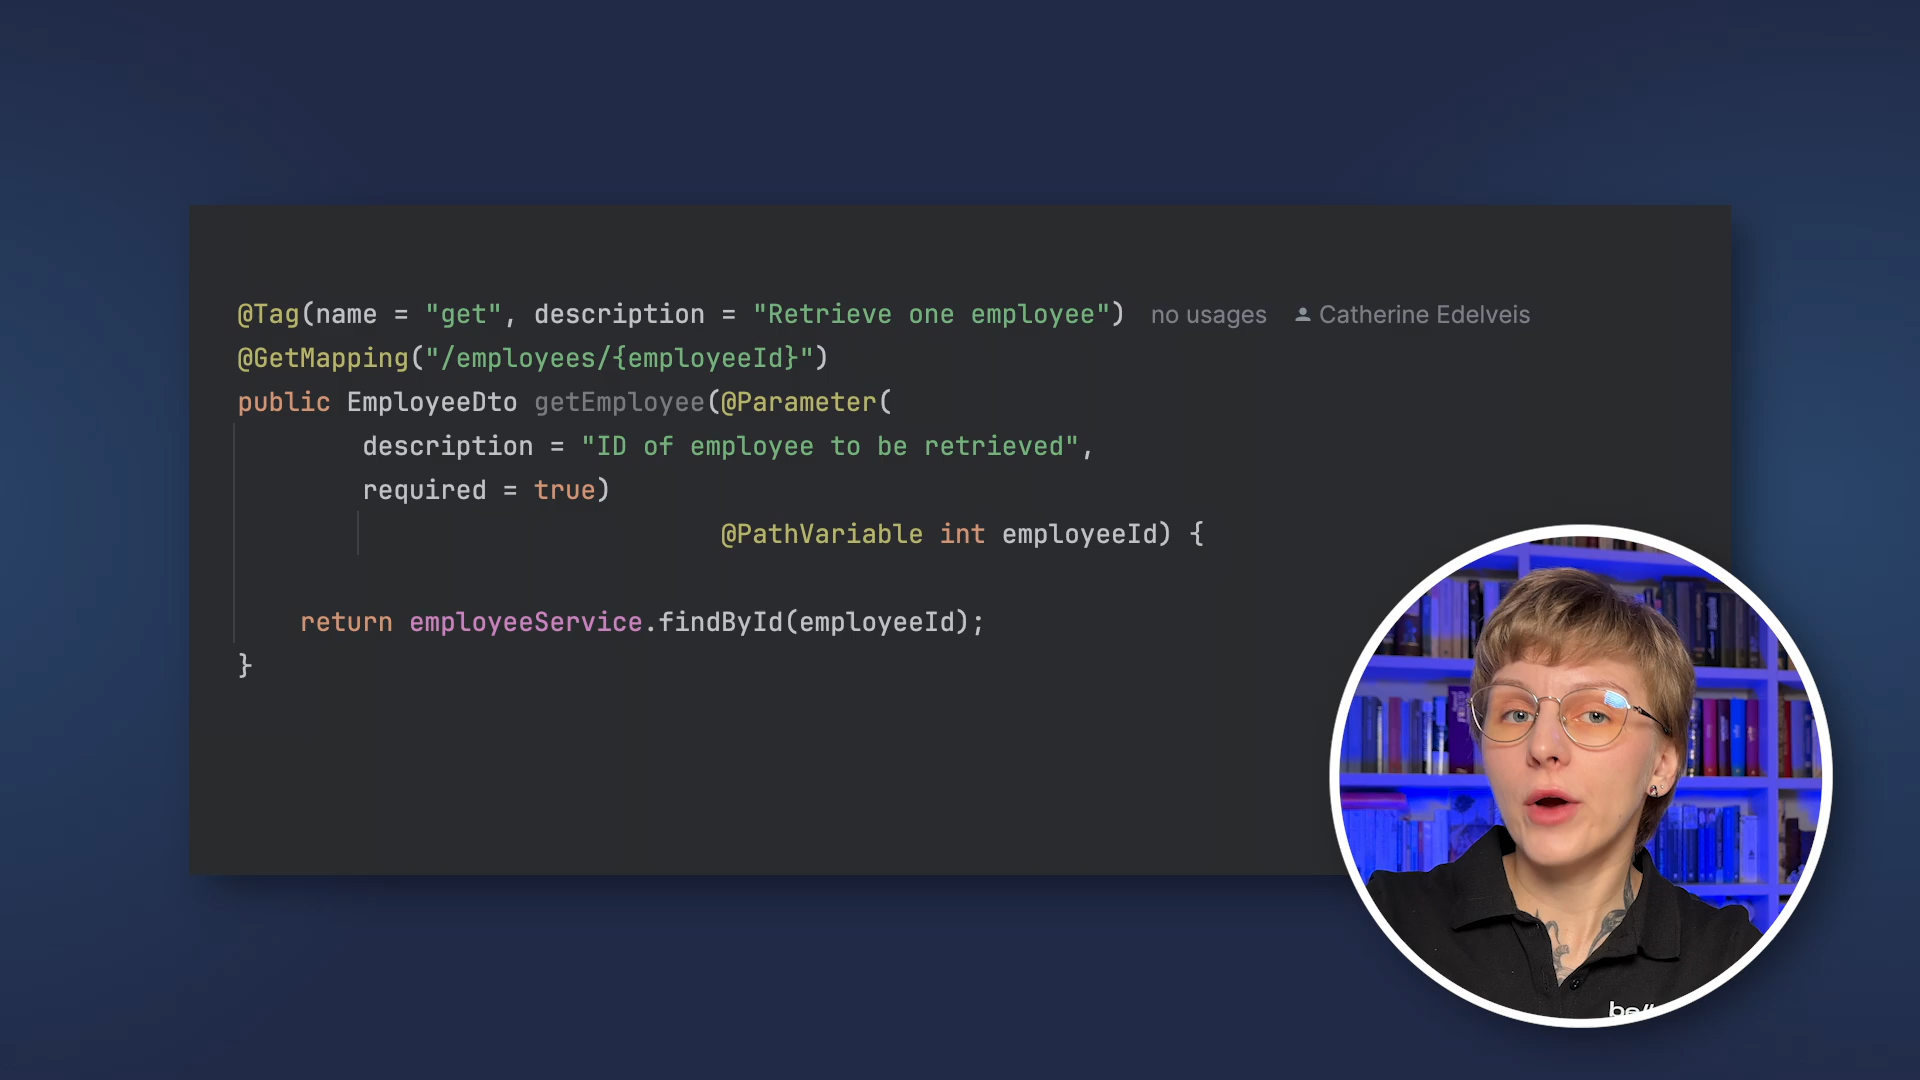 @Tag(name = "get", description = "Retrieve one employee") no usages Catherine Edelveis
@GetMapping("/employees/{employeeId}")
public EmployeeDto getEmployee(@Parameter(
description = "ID of employee to be retrieved",
required = true)
@PathVariable int employeeId) {
return employeeService.findById(employeeId);
}